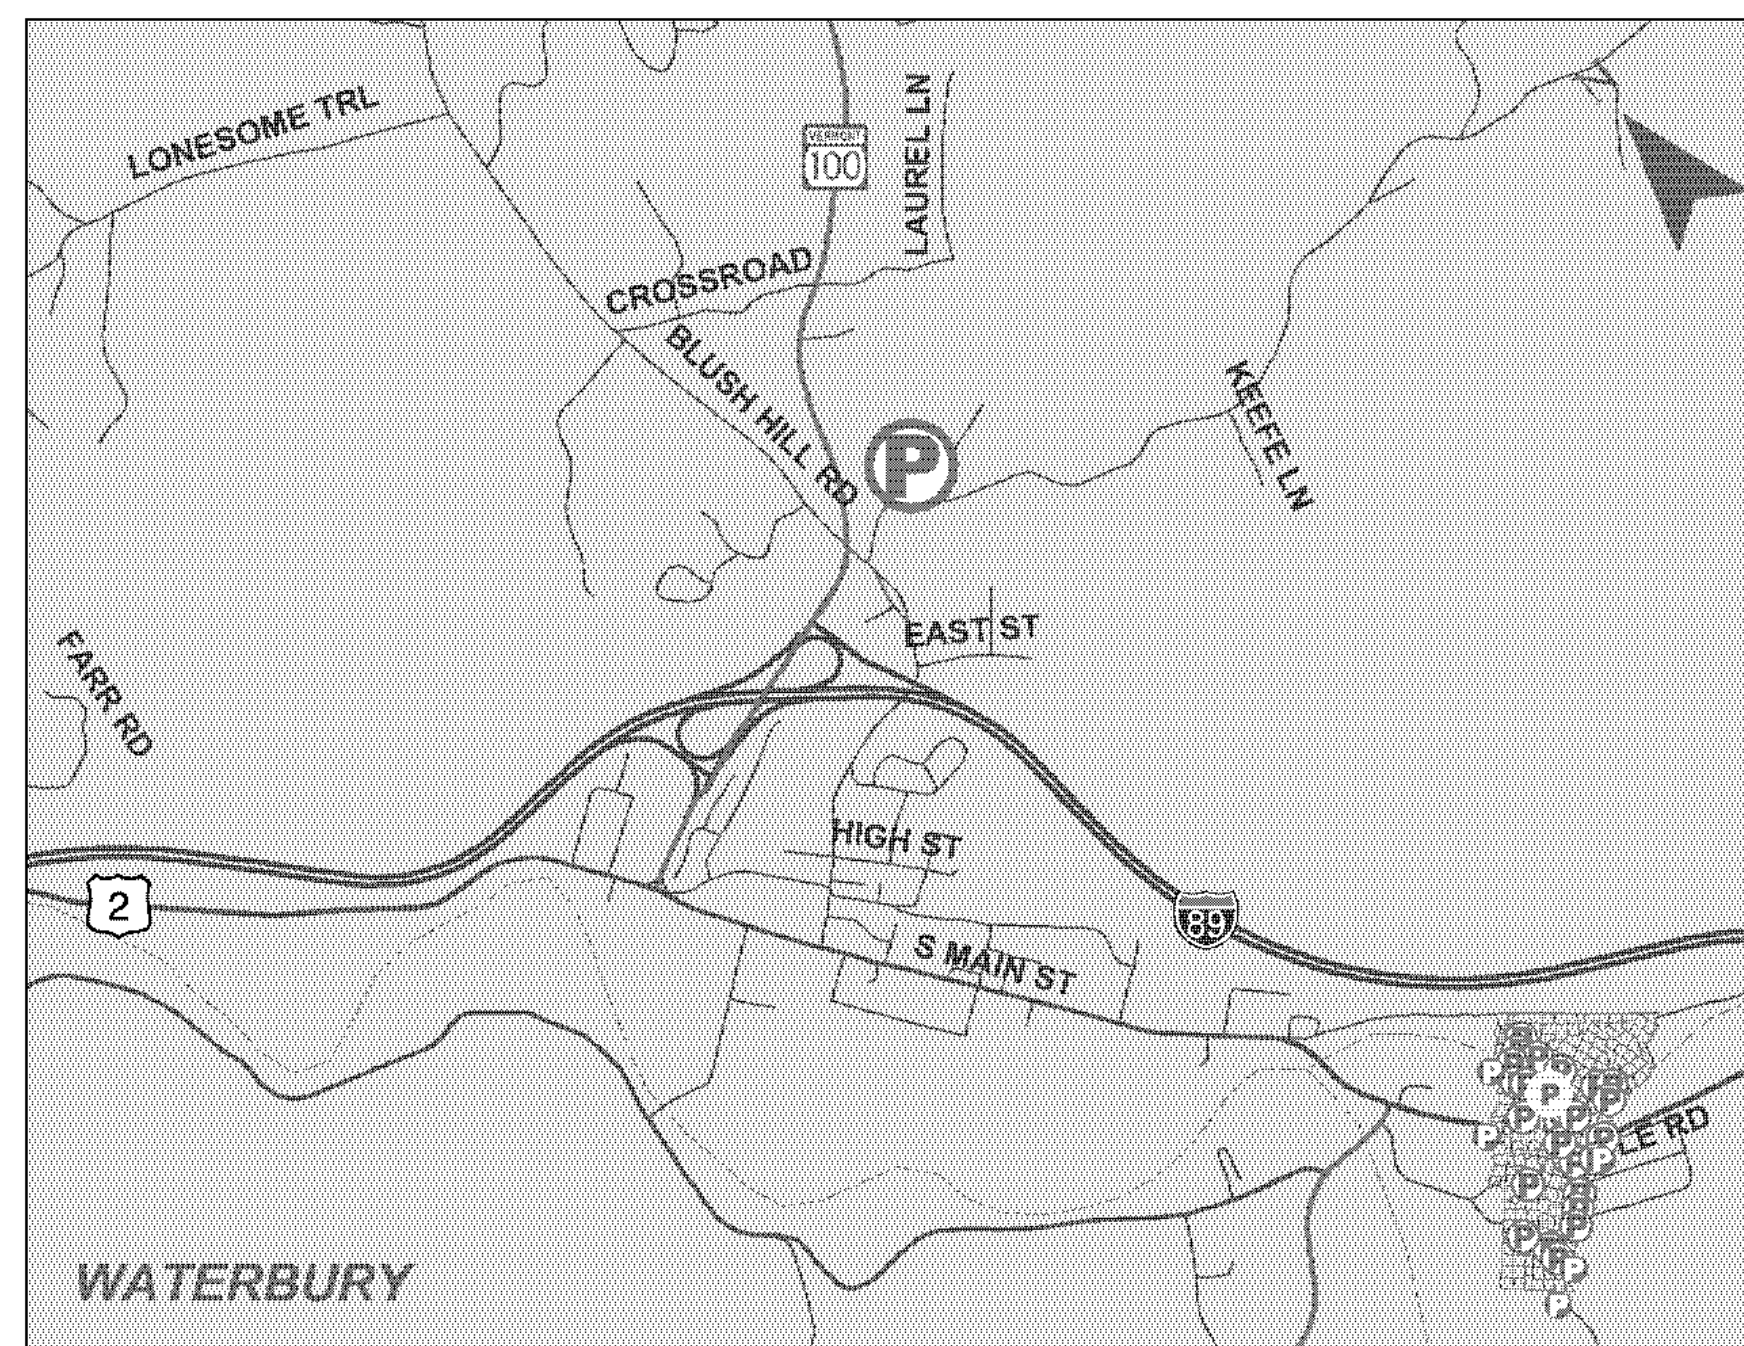 LONESOME TRL
VERMONT
100
LAUREL LN
CROSSROAD
BLUSH HILL RD
P
KEEFE LN
EAST ST
FARR RD
HIGH ST
2
89
S MAIN ST
LE RD
WATERBURY